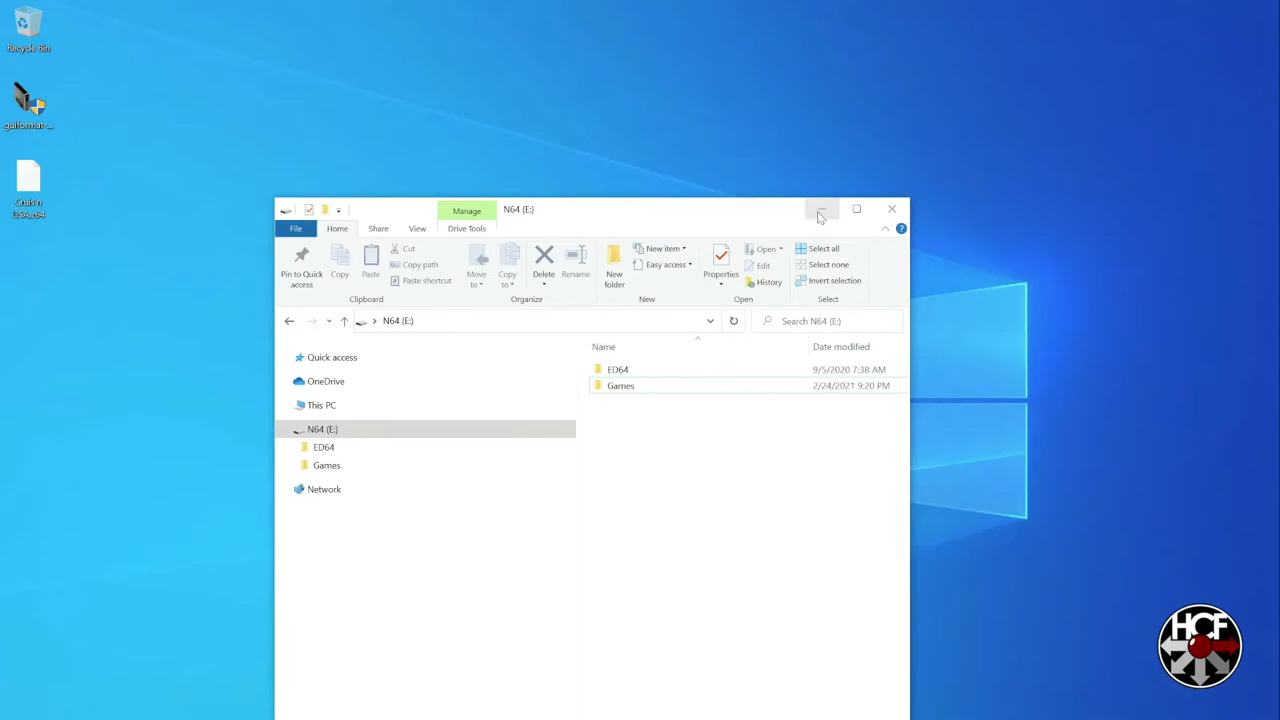 Recycle Bin
guiformat-...
Cruis'n
USA.z64
Manage
N64 (E:)
File
Home
Share
View
Drive Tools
Pin to Quick
access
Copy
Paste
Cut
Copy path
Paste shortcut
Clipboard
Move
to
Copy
to
Delete
Rename
Organize
New
folder
New item
Easy access
New
Properties
Open
Edit
History
Open
Select all
Select none
Invert selection
Select
N64 (E:)
Search N64 (E:)
Quick access
OneDrive
This PC
N64 (E:)
ED64
Games
Network
Name
Date modified
ED64
9/5/2020 7:38 AM
Games
2/24/2021 9:20 PM
HCF